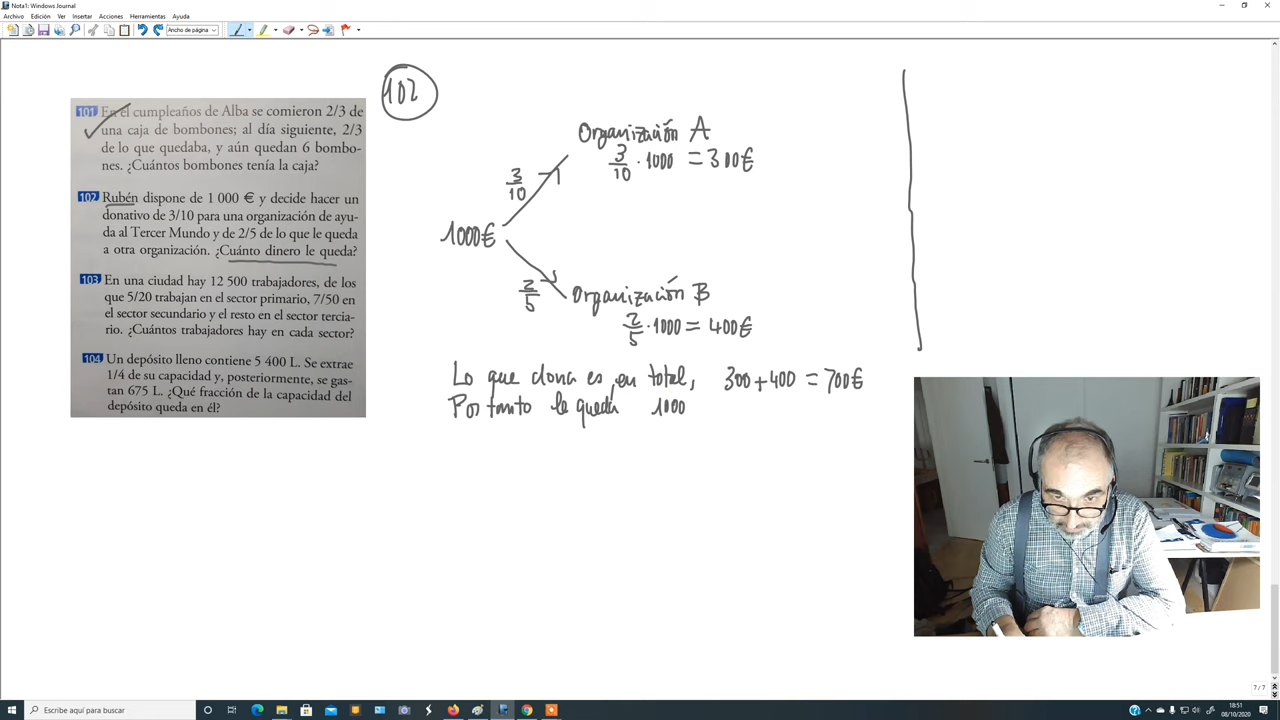 Nota1: Windows Journal
Archivo Edición Ver Insertar Acciones Herramientas Ayuda
Ancho de página
101 En el cumpleaños de Alba se comieron 2/3 de
una caja de bombones; al día siguiente, 2/3
de lo que quedaba, y aún quedan 6 bombo-
nes. ¿Cuántos bombones tenía la caja?
102 Rubén dispone de 1 000 € y decide hacer un
donativo de 3/10 para una organización de ayu-
da al Tercer Mundo y de 2/5 de lo que le queda
a otra organización. ¿Cuánto dinero le queda?
103 En una ciudad hay 12 500 trabajadores, de los
que 5/20 trabajan en el sector primario, 7/50 en
el sector secundario y el resto en el sector tercia-
rio. ¿Cuántos trabajadores hay en cada sector?
104 Un depósito lleno contiene 5 400 L. Se extrae
1/4 de su capacidad y, posteriormente, se gas-
tan 675 L. ¿Qué fracción de la capacidad del
depósito queda en él?
102
Organización A
3/10 · 1000 = 300€
3/10
1000€
2/5
Organización B
2/5 · 1000 = 400€
Lo que dona es, en total, 300+400 = 700€
Por tanto le queda 1000
7 / 7
Escribe aquí para buscar
18:51
08/10/2020